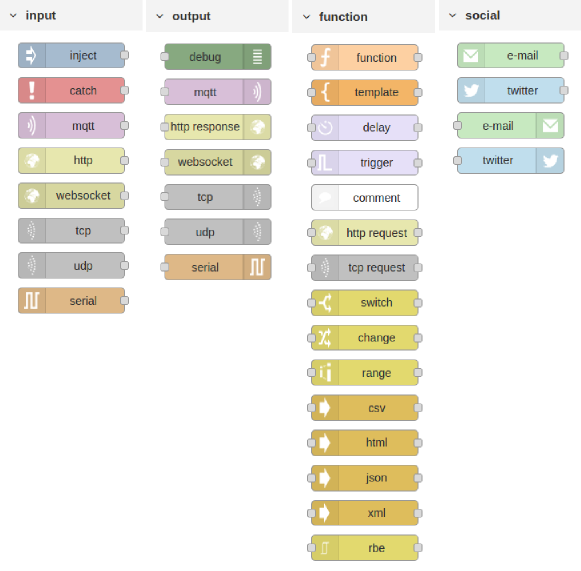 input
inject
catch
mqtt
http
websocket
tcp
udp
serial
output
debug
mqtt
http response
websocket
tcp
udp
serial
function
function
template
delay
trigger
comment
http request
tcp request
switch
change
range
csv
html
json
xml
rbe
social
e-mail
twitter
e-mail
twitter